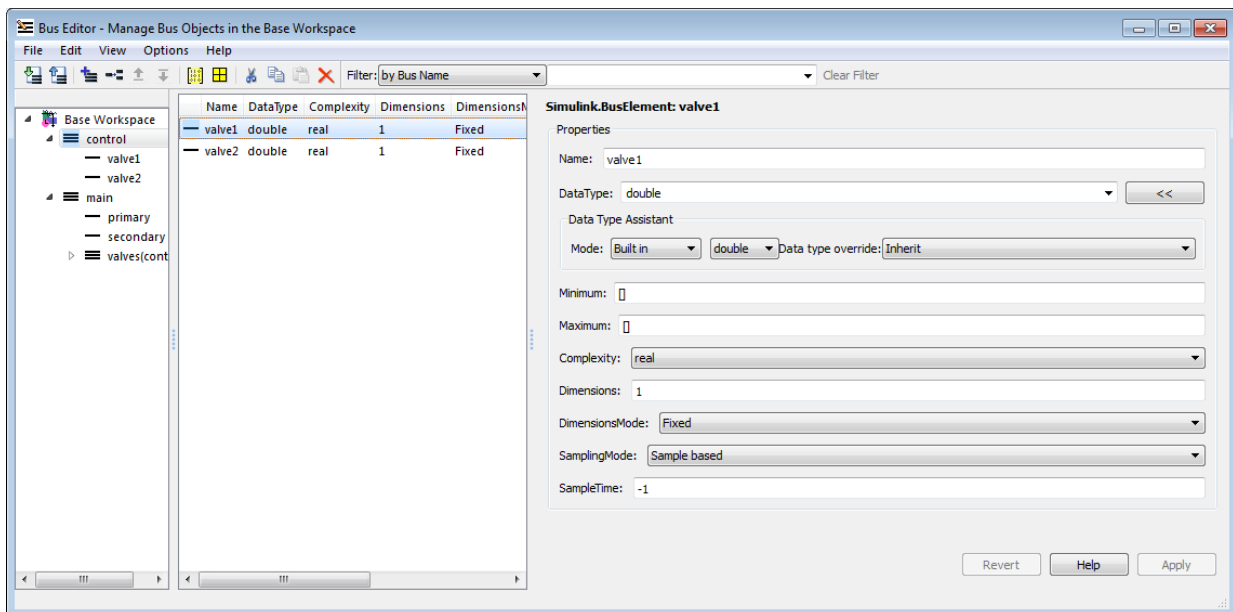 Bus Editor - Manage Bus Objects in the Base Workspace
File Edit View Options Help
Filter: by Bus Name Clear Filter
Base Workspace
control
valve1
valve2
main
primary
secondary
valves(cont
Name DataType Complexity Dimensions DimensionsM
valve1 double real 1 Fixed
valve2 double real 1 Fixed
Simulink.BusElement: valve1
Properties
Name: valve1
DataType: double <<
Data Type Assistant
Mode: Built in double Data type override: Inherit
Minimum: []
Maximum: []
Complexity: real
Dimensions: 1
DimensionsMode: Fixed
SamplingMode: Sample based
SampleTime: -1
Revert Help Apply